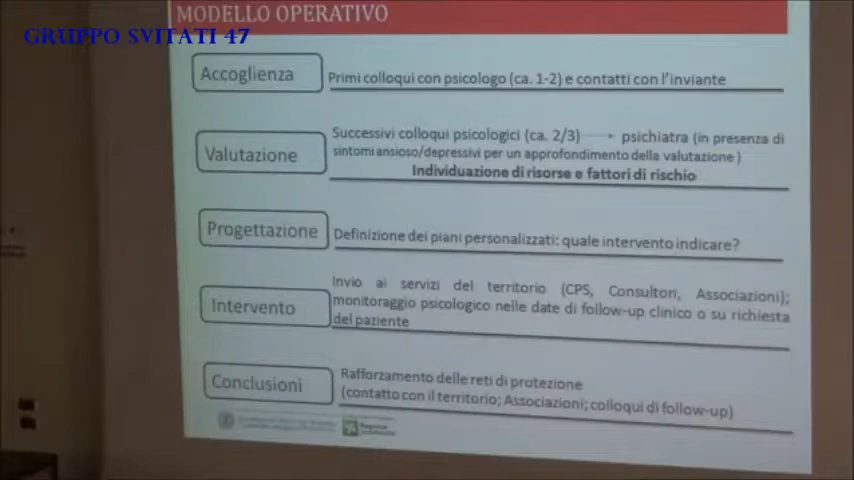 MODELLO OPERATIVO
GRUPPO SVITATI 47
Accoglienza
Primi colloqui con psicologo (ca. 1-2) e contatti con l'inviante
Valutazione
Successivi colloqui psicologici (ca. 2/3) → psichiatra (in presenza di
sintomi ansioso/depressivi per un approfondimento della valutazione )
Individuazione di risorse e fattori di rischio
Progettazione
Definizione dei piani personalizzati: quale intervento indicare?
Intervento
Invio ai servizi del territorio (CPS, Consultori, Associazioni);
monitoraggio psicologico nelle date di follow-up clinico o su richiesta
del paziente
Conclusioni
Rafforzamento delle reti di protezione
(contatto con il territorio; Associazioni; colloqui di follow-up)